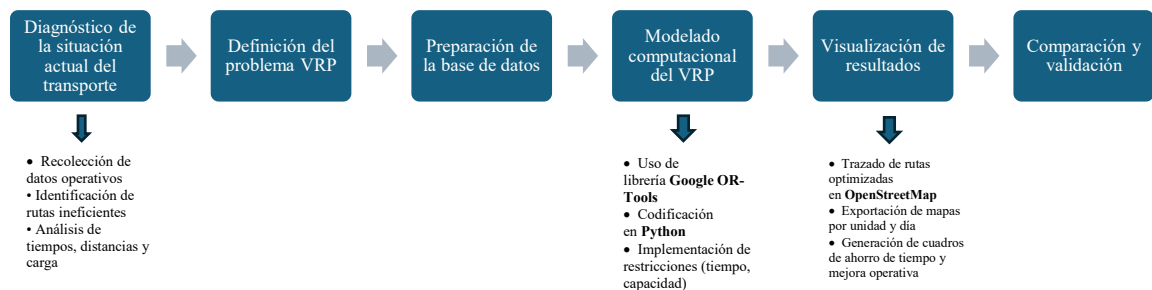 Diagnóstico de
la situación
actual del
transporte
Definición del
problema VRP
Preparación de
la base de datos
Modelado
computacional
del VRP
Visualización de
resultados
Comparación y
validación
• Recolección de
datos operativos
• Identificación de
rutas ineficientes
• Análisis de
tiempos, distancias y
carga
• Uso de
librería Google OR-
Tools
• Codificación
en Python
• Implementación de
restricciones (tiempo,
capacidad)
• Trazado de rutas
optimizadas
en OpenStreetMap
• Exportación de mapas
por unidad y día
• Generación de cuadros
de ahorro de tiempo y
mejora operativa